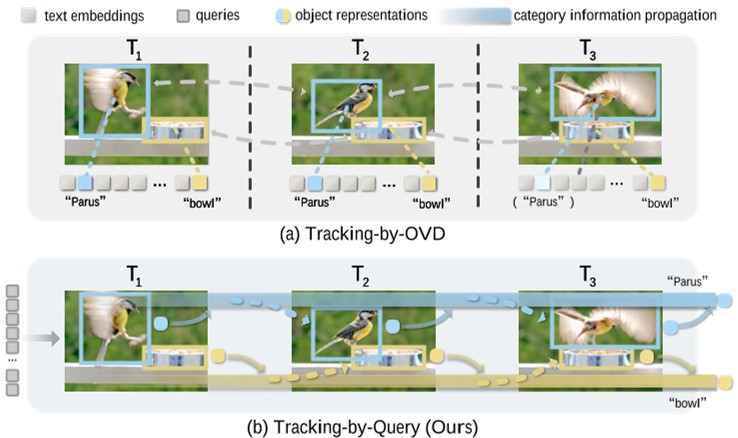 text embeddings queries object representations category information propagation
T1 T2 T3
... ... ...
“Parus” “bowl” “Parus” “bowl” ( “Parus” ) “bowl”
(a) Tracking-by-OVD
T1 T2 T3 “Parus”
...
“bowl”
(b) Tracking-by-Query (Ours)